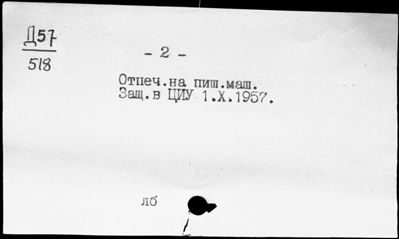 Д57
518
- 2 -
Отпеч.на пиш.маш.
Защ.в ЦИУ 1.X.1957.
лб